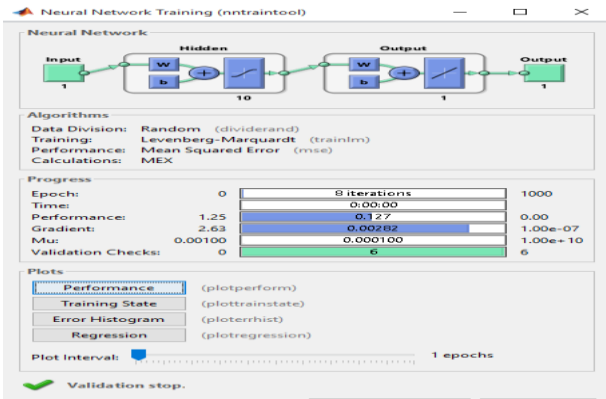 Neural Network Training (nntraintool)
Neural Network
Hidden Output
Input W b + W b + Output
1 10 1 1
Algorithms
Data Division: Random (dividerand)
Training: Levenberg-Marquardt (trainlm)
Performance: Mean Squared Error (mse)
Calculations: MEX
Progress
Epoch: 0 8 iterations 1000
Time: 0:00:00
Performance: 1.25 0.127 0.00
Gradient: 2.63 0.00282 1.00e-07
Mu: 0.00100 0.000100 1.00e+10
Validation Checks: 0 6 6
Plots
Performance (plotperform)
Training State (plottrainstate)
Error Histogram (ploterrhist)
Regression (plotregression)
Plot Interval: 1 epochs
Validation stop.